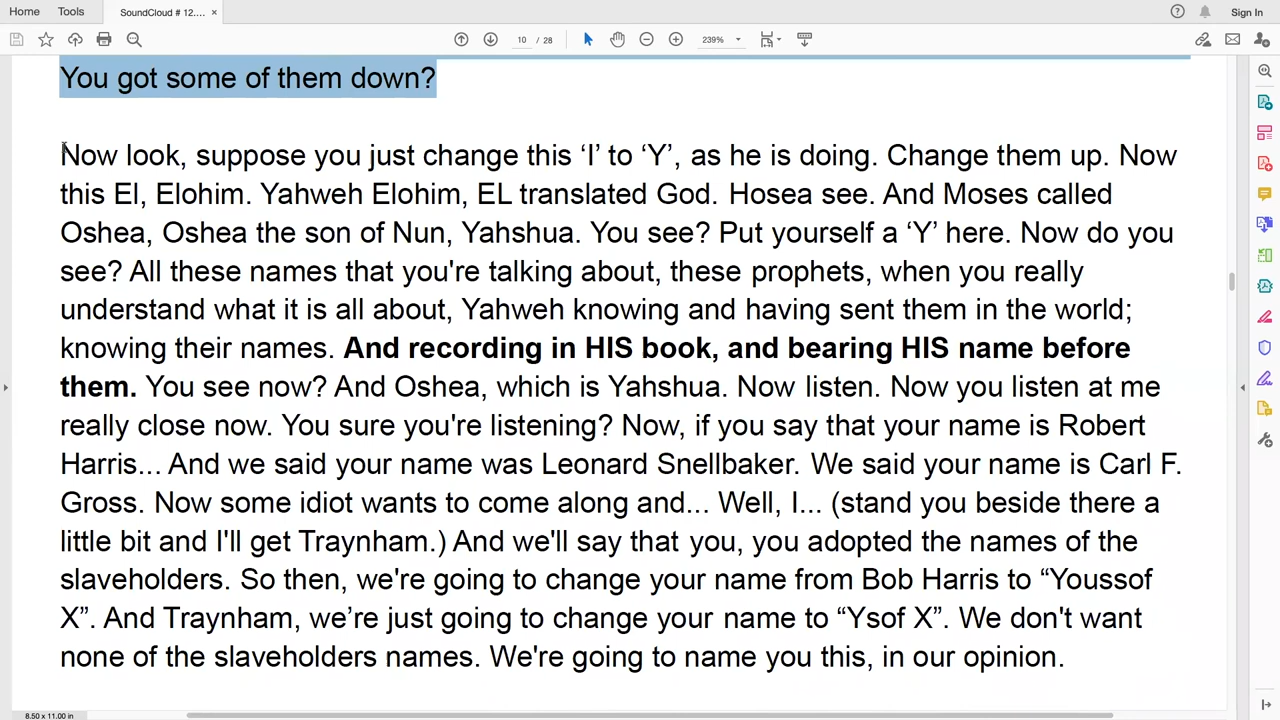 Home Tools SoundCloud # 12.... × Sign In
10 / 28 239%
You got some of them down?
Now look, suppose you just change this ‘I’ to ‘Y’, as he is doing. Change them up. Now
this El, Elohim. Yahweh Elohim, EL translated God. Hosea see. And Moses called
Oshea, Oshea the son of Nun, Yahshua. You see? Put yourself a ‘Y’ here. Now do you
see? All these names that you're talking about, these prophets, when you really
understand what it is all about, Yahweh knowing and having sent them in the world;
knowing their names. And recording in HIS book, and bearing HIS name before
them. You see now? And Oshea, which is Yahshua. Now listen. Now you listen at me
really close now. You sure you're listening? Now, if you say that your name is Robert
Harris... And we said your name was Leonard Snellbaker. We said your name is Carl F.
Gross. Now some idiot wants to come along and... Well, I... (stand you beside there a
little bit and I'll get Traynham.) And we'll say that you, you adopted the names of the
slaveholders. So then, we're going to change your name from Bob Harris to “Youssof
X”. And Traynham, we’re just going to change your name to “Ysof X”. We don't want
none of the slaveholders names. We're going to name you this, in our opinion.
8.50 x 11.00 in